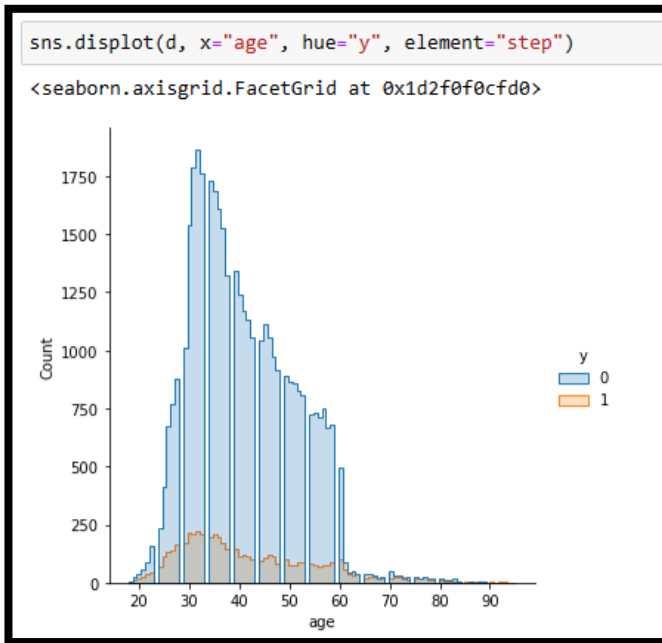 sns.displot(d, x="age", hue="y", element="step")
<seaborn.axisgrid.FacetGrid at 0x1d2f0f0cfd0>
1750
1500
1250
1000
750
500
250
0
Count
20 30 40 50 60 70 80 90
age
y
0
1